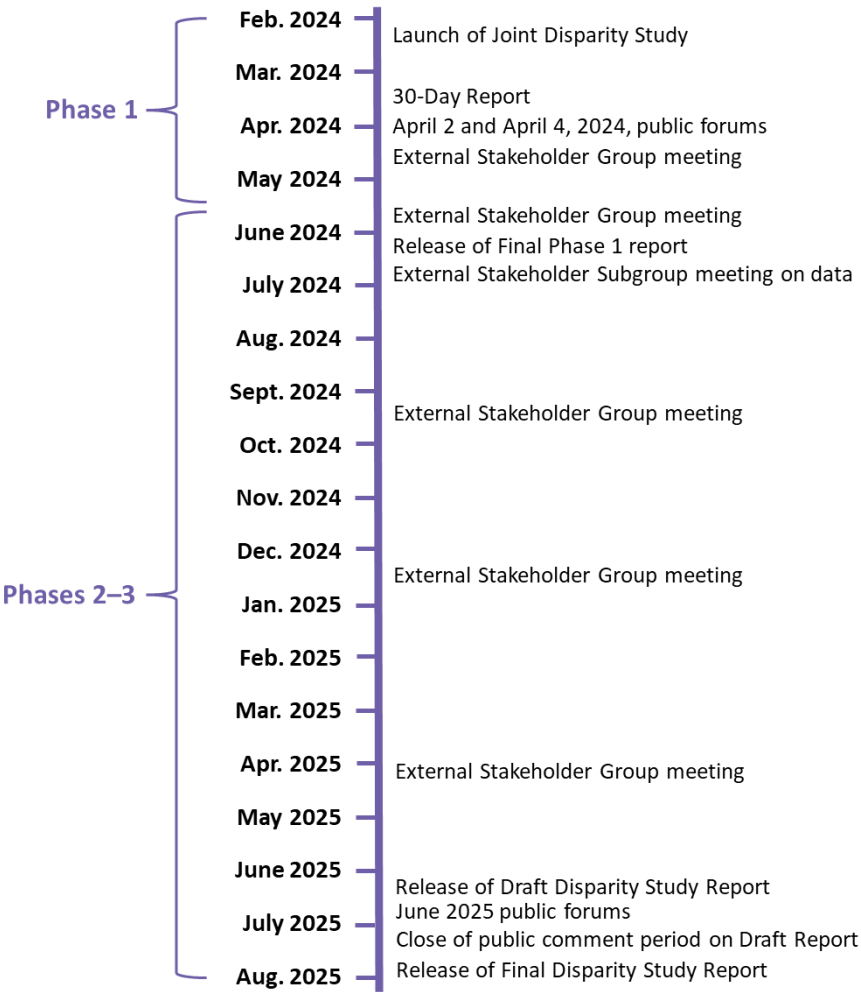 Feb. 2024
Launch of Joint Disparity Study
Mar. 2024
30-Day Report
Phase 1
Apr. 2024
April 2 and April 4, 2024, public forums
External Stakeholder Group meeting
May 2024
External Stakeholder Group meeting
June 2024
Release of Final Phase 1 report
External Stakeholder Subgroup meeting on data
July 2024
Aug. 2024
Sept. 2024
External Stakeholder Group meeting
Oct. 2024
Nov. 2024
Dec. 2024
External Stakeholder Group meeting
Phases 2–3
Jan. 2025
Feb. 2025
Mar. 2025
Apr. 2025
External Stakeholder Group meeting
May 2025
June 2025
Release of Draft Disparity Study Report
June 2025 public forums
July 2025
Close of public comment period on Draft Report
Release of Final Disparity Study Report
Aug. 2025